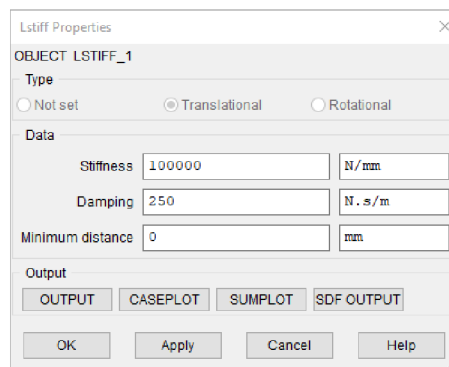 Lstiff Properties
OBJECT LSTIFF_1
Type
Not set Translational Rotational
Data
Stiffness 100000 N/mm
Damping 250 N.s/m
Minimum distance 0 mm
Output
OUTPUT CASEPLOT SUMPLOT SDF OUTPUT
OK Apply Cancel Help